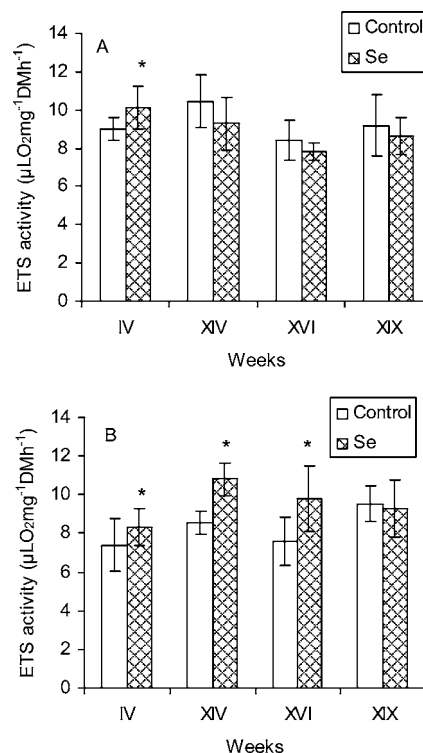 A
*
Control
Se
ETS activity (µLO₂mg⁻¹DMh⁻¹)
14
12
10
8
6
4
2
0
IV XIV XVI XIX
Weeks
B
* * *
Control
Se
ETS activity (µLO₂mg⁻¹DMh⁻¹)
14
12
10
8
6
4
2
0
IV XIV XVI XIX
Weeks